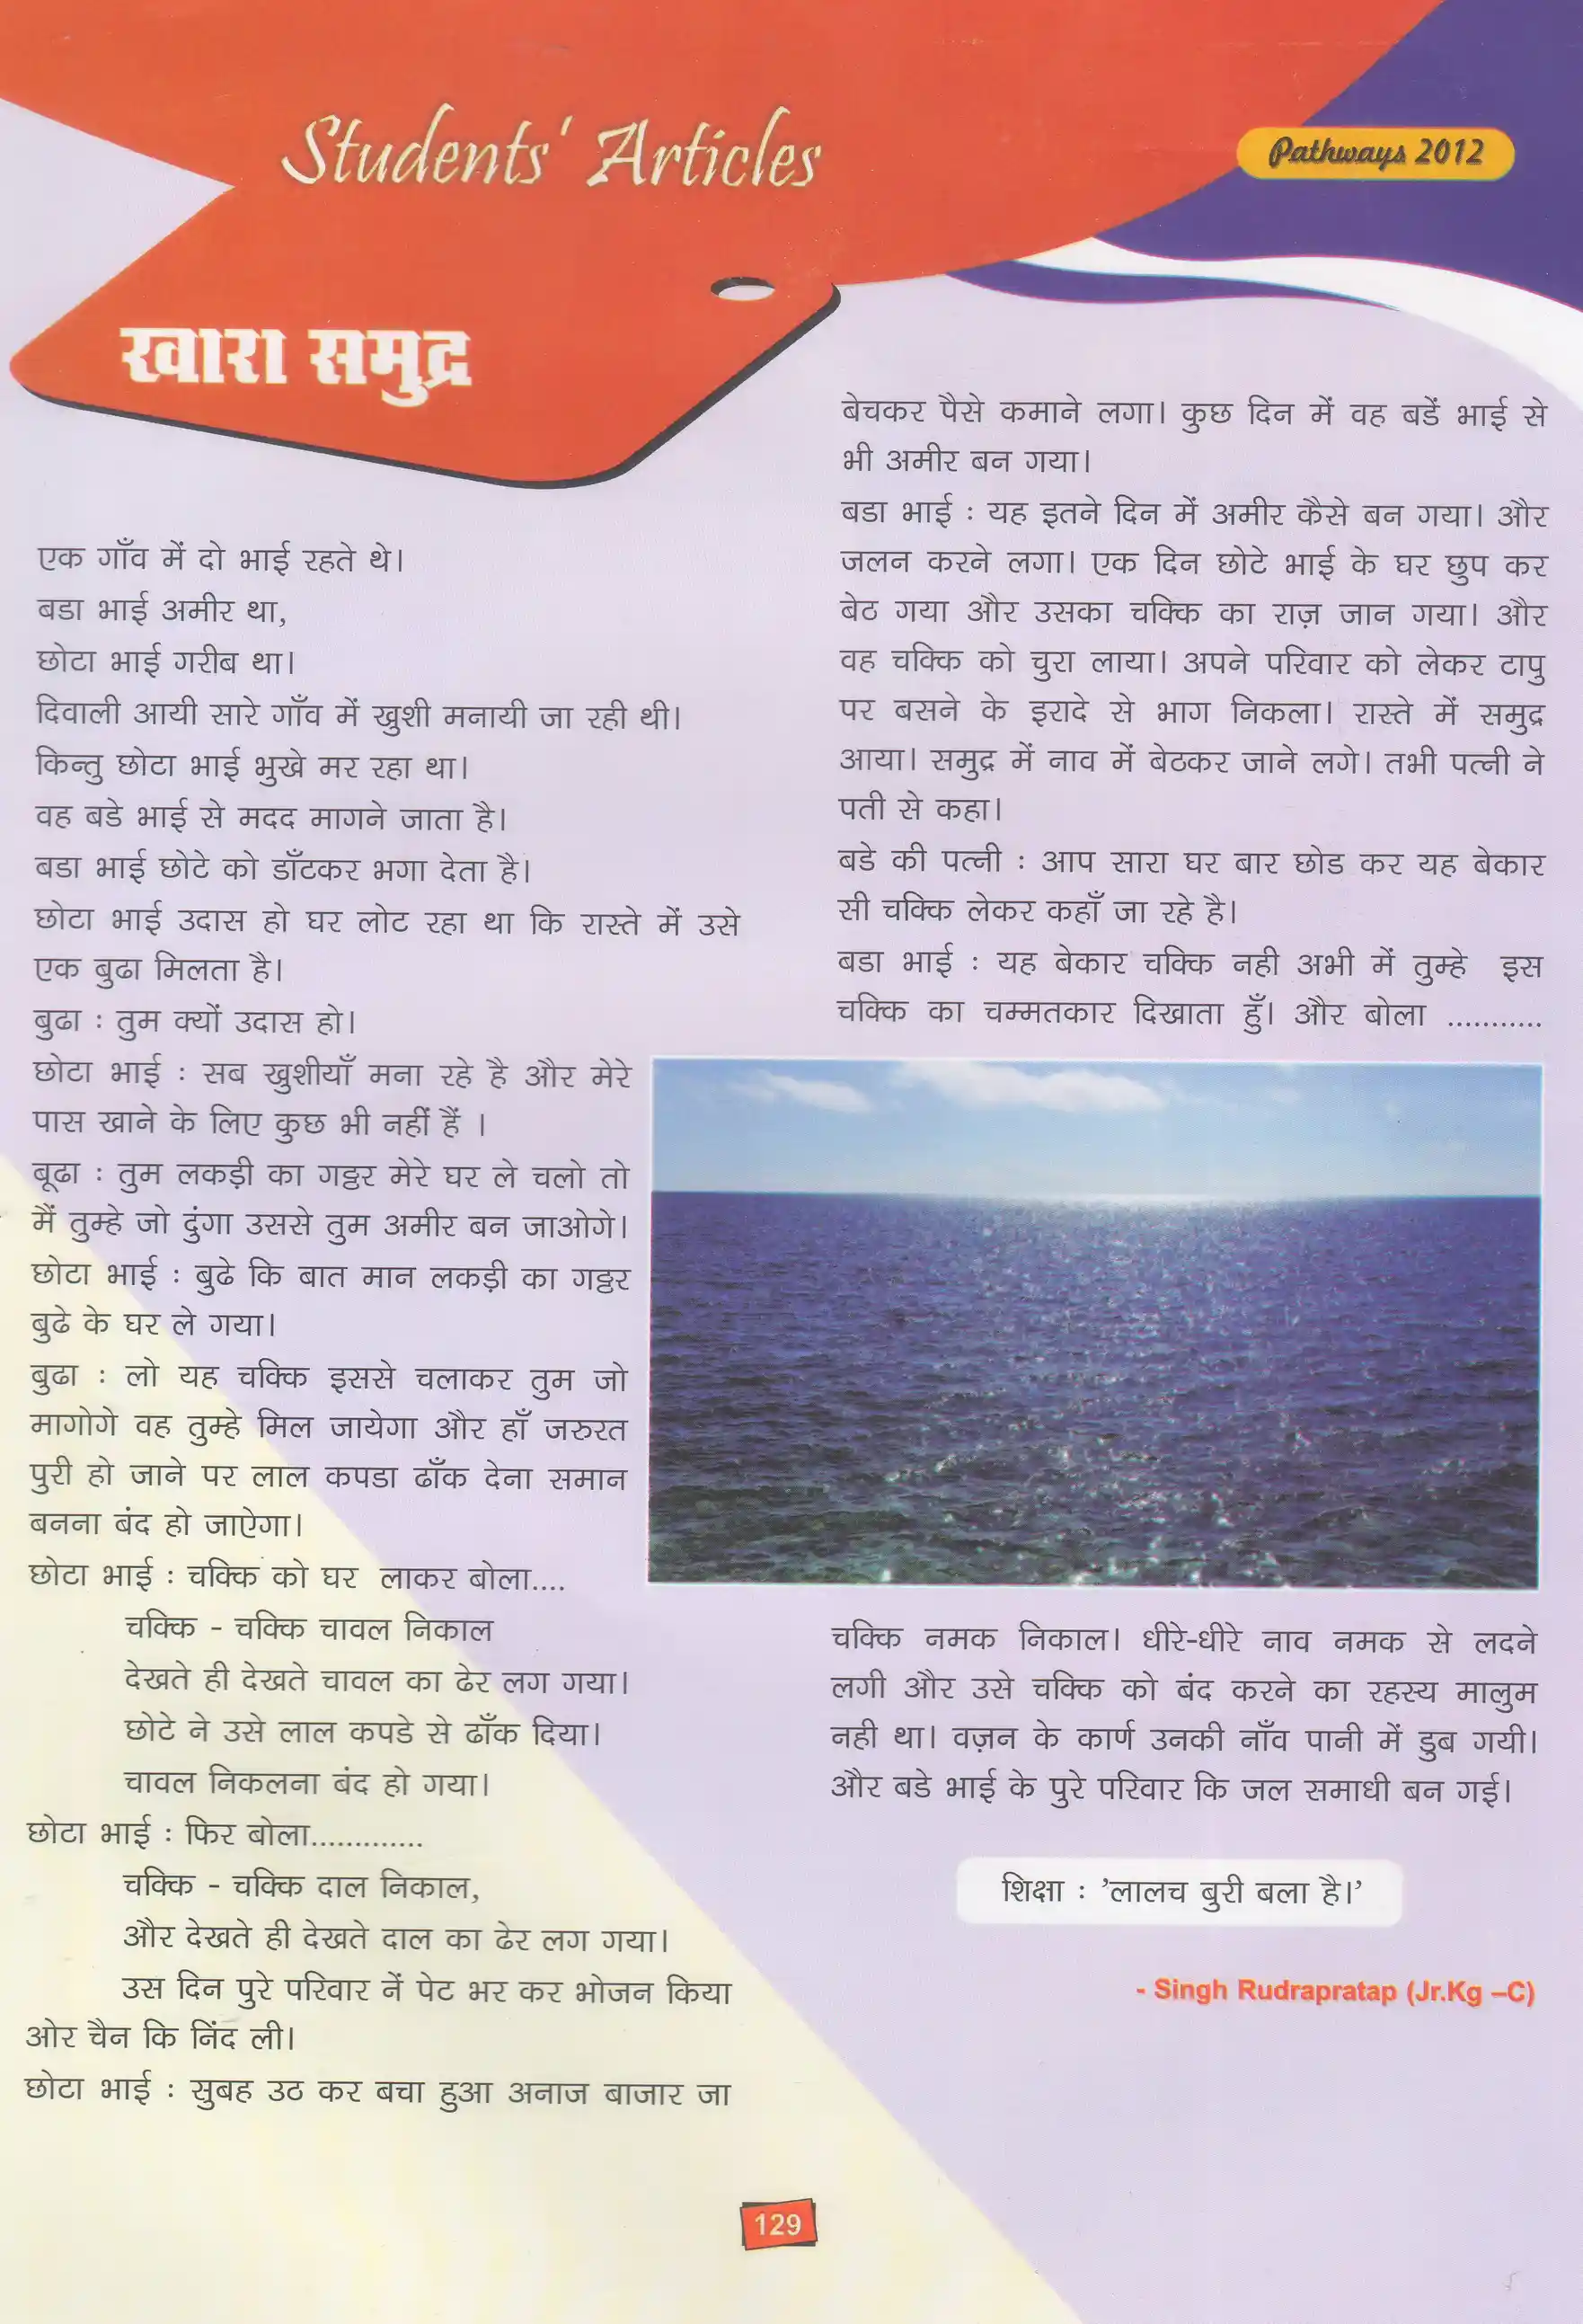 Students' Articles
Pathways 2012
खारा समुद्र
एक गाँव में दो भाई रहते थे।
बडा भाई अमीर था,
छोटा भाई गरीब था।
दिवाली आयी सारे गाँव में खुशी मनायी जा रही थी।
किन्तु छोटा भाई भुखे मर रहा था।
वह बडे भाई से मदद मागने जाता है।
बडा भाई छोटे को डाँटकर भगा देता है।
छोटा भाई उदास हो घर लोट रहा था कि रास्ते में उसे
एक बुढा मिलता है।
बुढा : तुम क्यों उदास हो।
छोटा भाई : सब खुशीयाँ मना रहे है और मेरे
पास खाने के लिए कुछ भी नहीं हैं ।
बूढा : तुम लकड़ी का गठ्ठर मेरे घर ले चलो तो
मैं तुम्हे जो दुंगा उससे तुम अमीर बन जाओगे।
छोटा भाई : बुढे कि बात मान लकड़ी का गठ्ठर
बुढे के घर ले गया।
बुढा : लो यह चक्कि इससे चलाकर तुम जो
मागोगे वह तुम्हे मिल जायेगा और हाँ जरुरत
पुरी हो जाने पर लाल कपडा ढाँक देना समान
बनना बंद हो जाऐगा।
छोटा भाई : चक्कि को घर लाकर बोला....
चक्कि - चक्कि चावल निकाल
देखते ही देखते चावल का ढेर लग गया।
छोटे ने उसे लाल कपडे से ढाँक दिया।
चावल निकलना बंद हो गया।
छोटा भाई : फिर बोला.............
चक्कि - चक्कि दाल निकाल,
और देखते ही देखते दाल का ढेर लग गया।
उस दिन पुरे परिवार नें पेट भर कर भोजन किया
ओर चैन कि निंद ली।
छोटा भाई : सुबह उठ कर बचा हुआ अनाज बाजार जा
बेचकर पैसे कमाने लगा। कुछ दिन में वह बडें भाई से
भी अमीर बन गया।
बडा भाई : यह इतने दिन में अमीर कैसे बन गया। और
जलन करने लगा। एक दिन छोटे भाई के घर छुप कर
बेठ गया और उसका चक्कि का राज़ जान गया। और
वह चक्कि को चुरा लाया। अपने परिवार को लेकर टापु
पर बसने के इरादे से भाग निकला। रास्ते में समुद्र
आया। समुद्र में नाव में बेठकर जाने लगे। तभी पत्नी ने
पती से कहा।
बडे की पत्नी : आप सारा घर बार छोड कर यह बेकार
सी चक्कि लेकर कहाँ जा रहे है।
बडा भाई : यह बेकार चक्कि नही अभी में तुम्हे इस
चक्कि का चम्मतकार दिखाता हुँ। और बोला ...........
चक्कि नमक निकाल। धीरे-धीरे नाव नमक से लदने
लगी और उसे चक्कि को बंद करने का रहस्य मालुम
नही था। वज़न के कार्ण उनकी नाँव पानी में डुब गयी।
और बडे भाई के पुरे परिवार कि जल समाधी बन गई।
शिक्षा : ’लालच बुरी बला है।’
- Singh Rudrapratap (Jr.Kg –C)
129